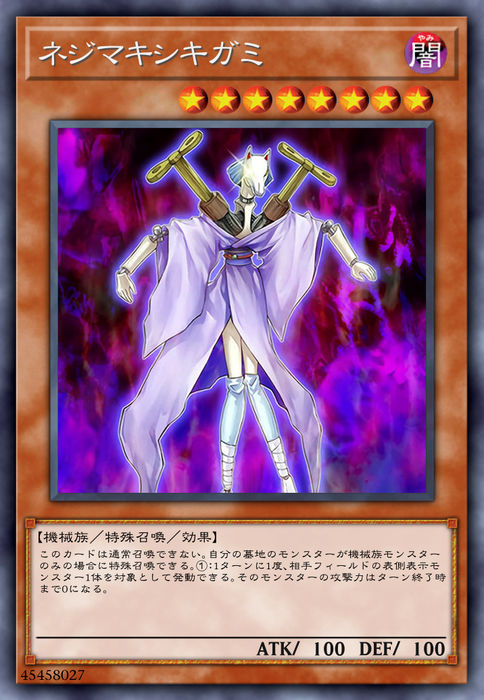 ネジマキシキガミ
やみ
闇
【機械族／特殊召喚／効果】
このカードは通常召喚できない。自分の墓地のモンスターが機械族モンスター
のみの場合に特殊召喚できる。①：1ターンに1度、相手フィールドの表側表示モ
ンスター1体を対象として発動できる。そのモンスターの攻撃力はターン終了時
まで0になる。
ATK/ 100 DEF/ 100
45458027